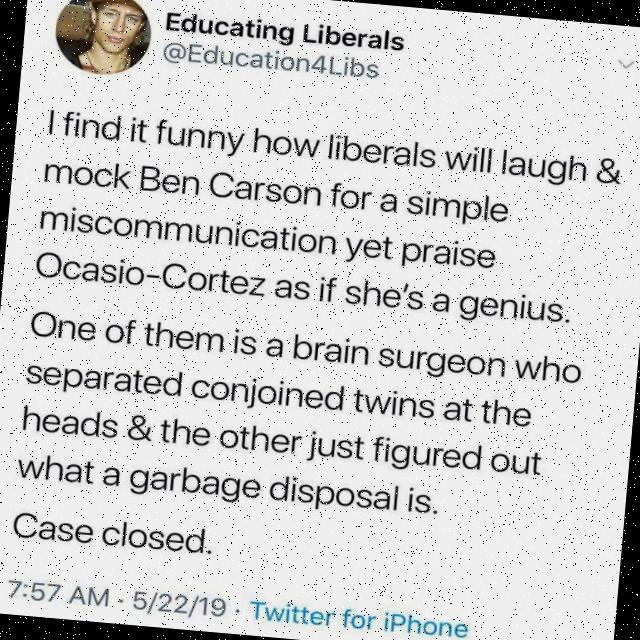 Educating Liberals
@Education4Libs
I find it funny how liberals will laugh &
mock Ben Carson for a simple
miscommunication yet praise
Ocasio-Cortez as if she's a genius.
One of them is a brain surgeon who
separated conjoined twins at the
heads & the other just figured out
what a garbage disposal is.
Case closed.
7:57 AM · 5/22/19 · Twitter for iPhone